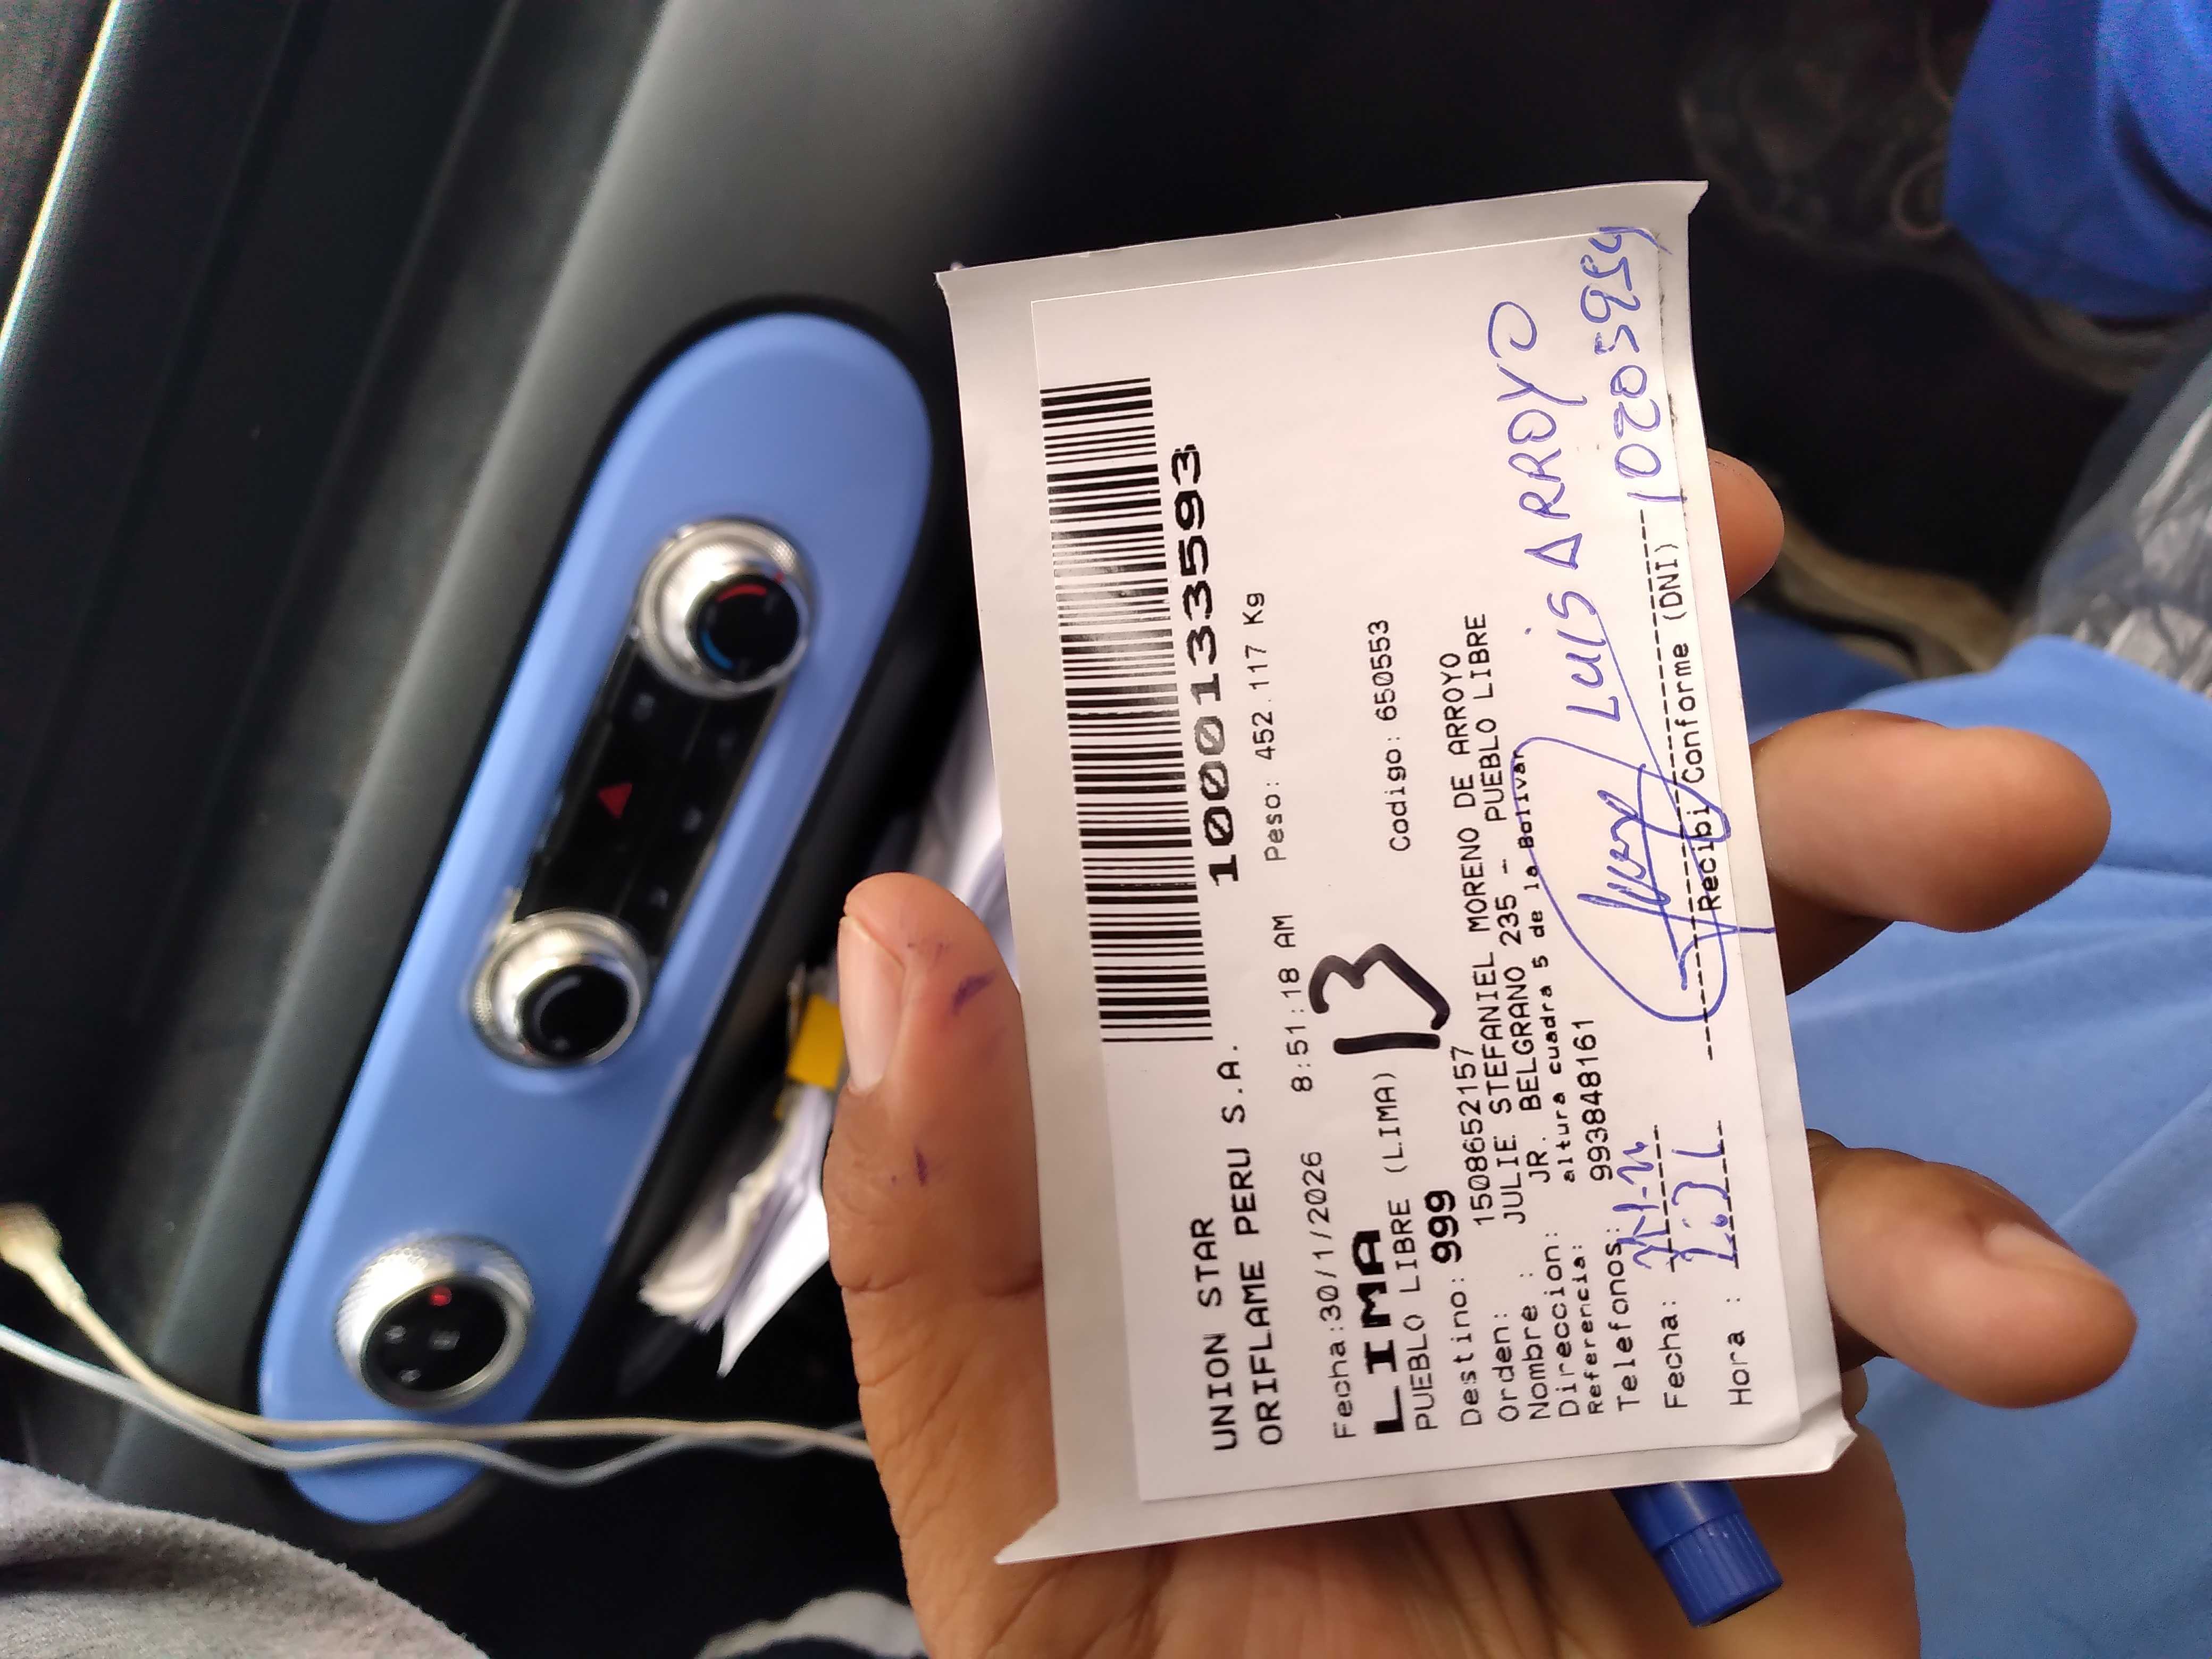 UNION STAR
ORIFLAME PERU S.A.
10001335593
Fecha:30/1/2026 8:51:18 AM Peso: 452.117 Kg
LIMA
13
PUEBLO LIBRE (LIMA) Codigo: 650553
Destino: 999
Orden: 1508652157
Nombre : JULIE STEFANIEL MORENO DE ARROYO
Direccion: JR. BELGRANO 235 - PUEBLO LIBRE
Referencia: altura cuadra 5 de la Bolivar
Telefonos: 993848161
LUIS ARROYO
Fecha:
Hora :
Recibi Conforme (DNI) 10205954